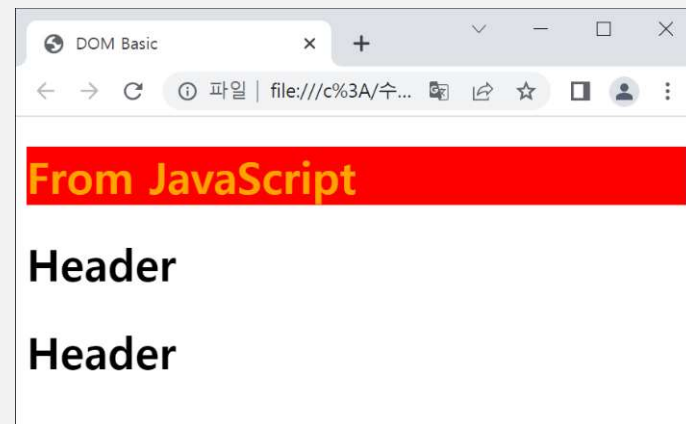 DOM Basic
파일 | file:///c%3A/수...
From JavaScript
Header
Header